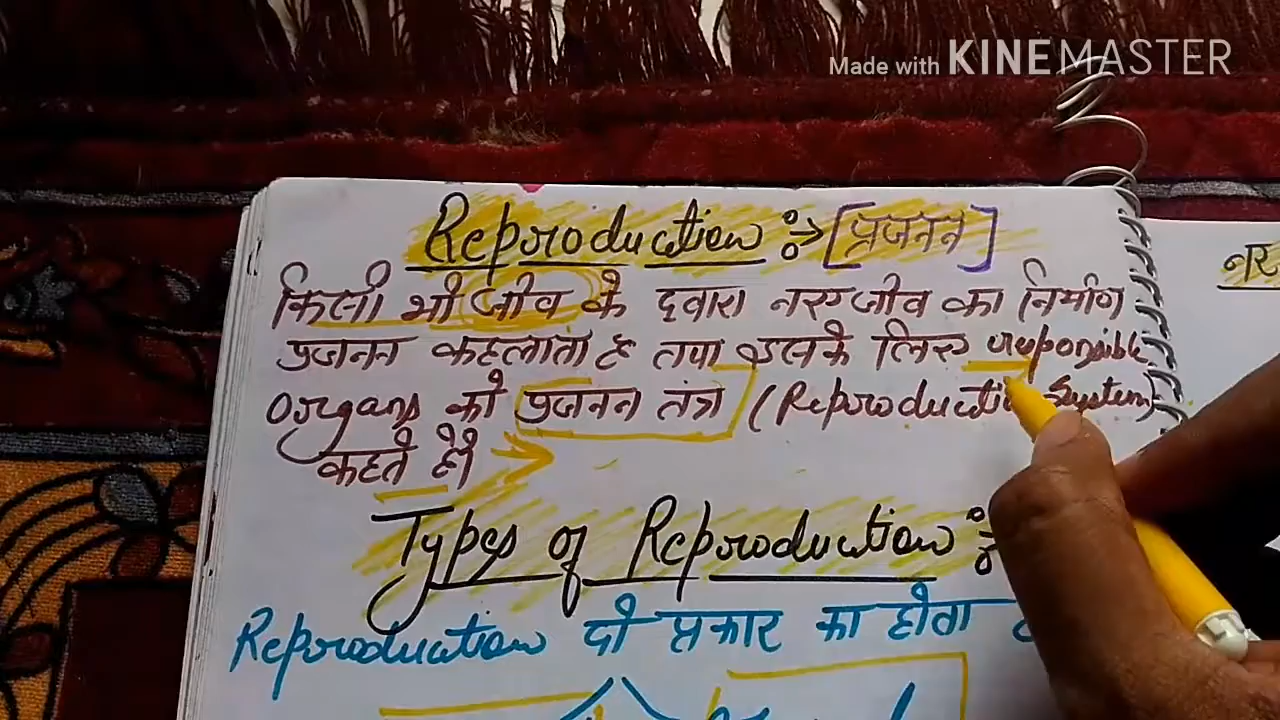 Made with KINEMASTER
Reproduction :→ [प्रजनन]
किसी भी जीव के द्वारा नए जीव का निर्माण
प्रजनन कहलाता है तथा इसके लिए responsible
Organs को प्रजनन तंत्र (Reproductive System)
कहते है।
नर
Types of Reproduction :-
Reproduction दो प्रकार का होता